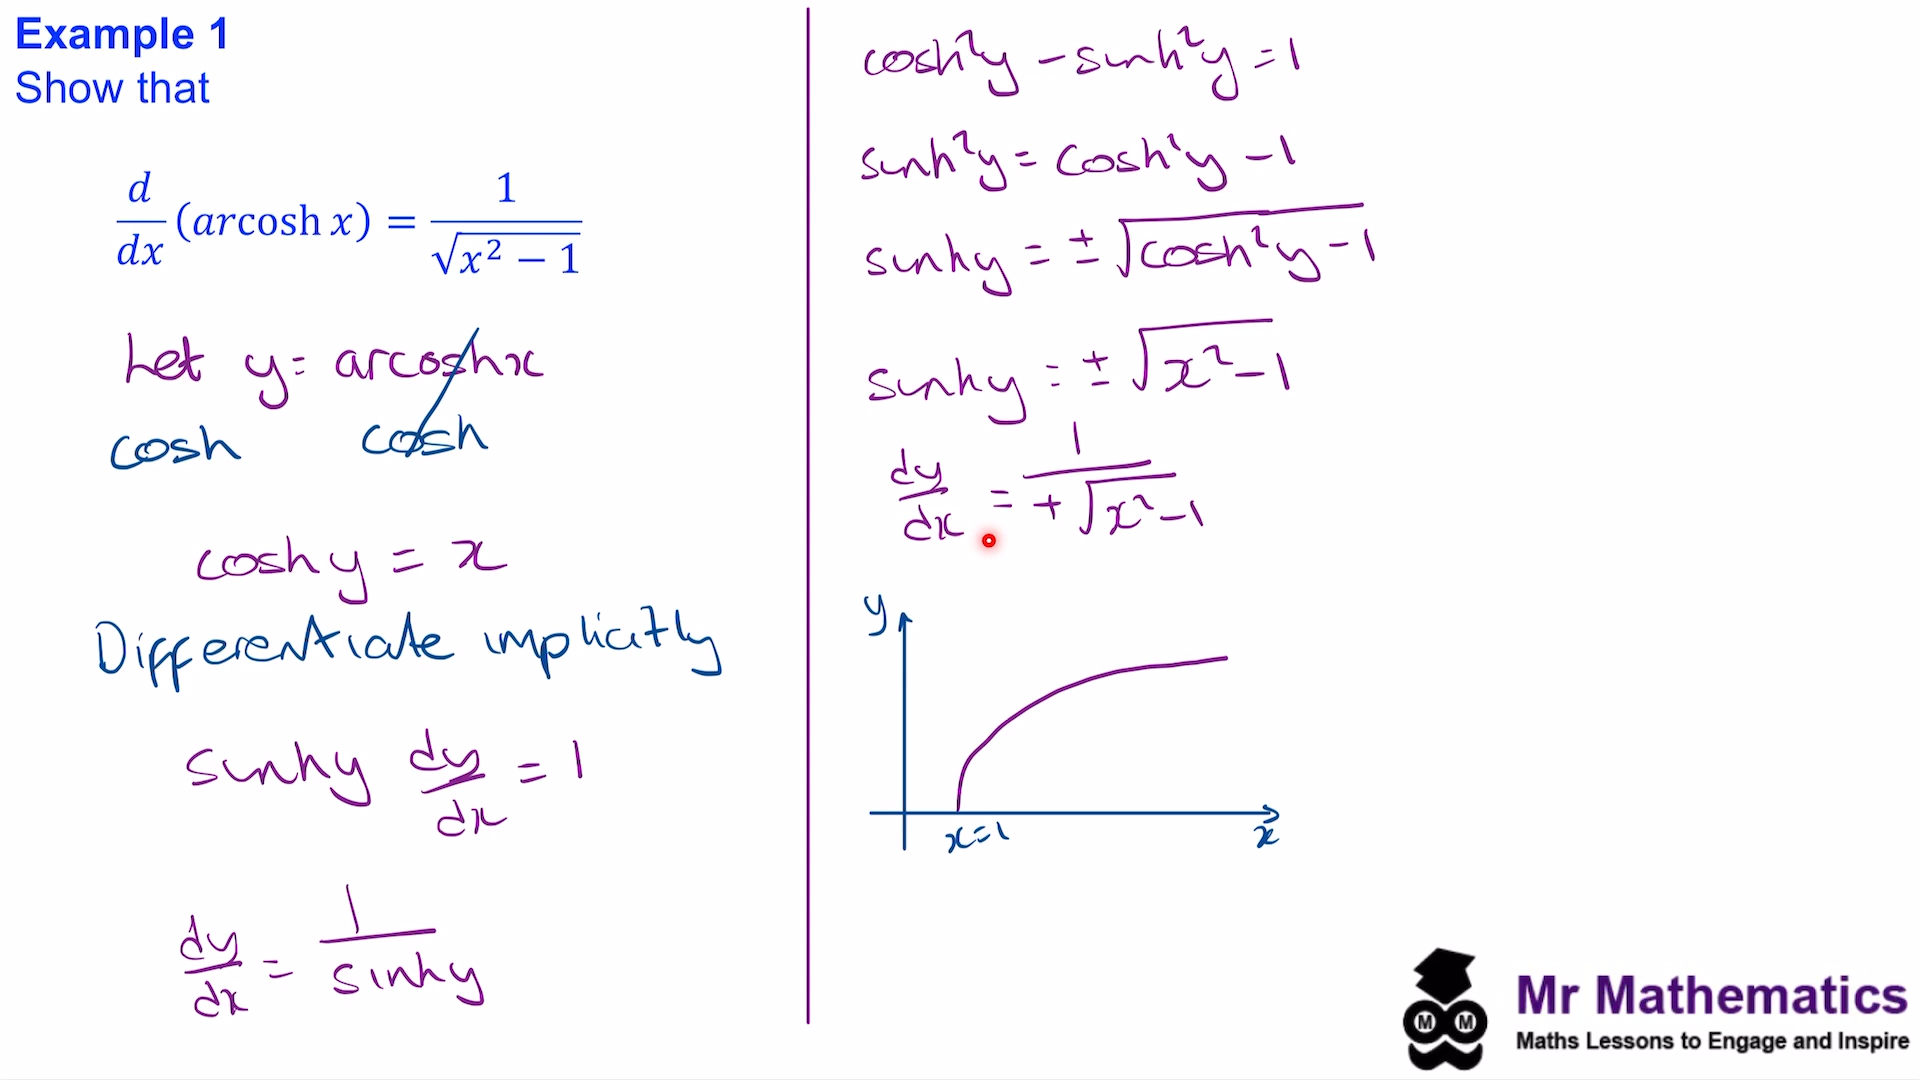 Example 1
Show that
d/dx (arcosh x) = 1/√(x² − 1)
Let y = arcosh x
cosh cosh
cosh y = x
Differentiate implicitly
sinh y dy/dx = 1
dy/dx = 1/sinh y
cosh²y − sinh²y = 1
sinh²y = cosh²y − 1
sinh y = ± √(cosh²y − 1)
sinh y = ± √(x² − 1)
dy/dx = 1/+√(x² − 1)
y
x=1
x
M M
Mr Mathematics
Maths Lessons to Engage and Inspire